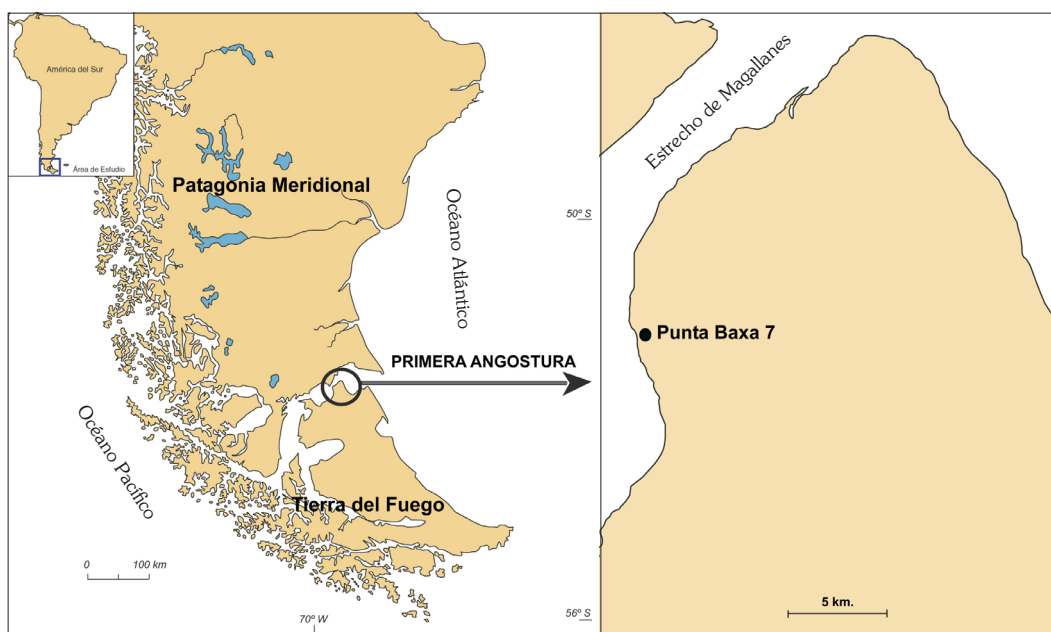 América del Sur
Área de Estudio
Patagonia Meridional
Océano Atlántico
50º S
PRIMERA ANGOSTURA
Océano Pacífico
Tierra del Fuego
0 100 km
70º W
56º S
Estrecho de Magallanes
Punta Baxa 7
5 km.